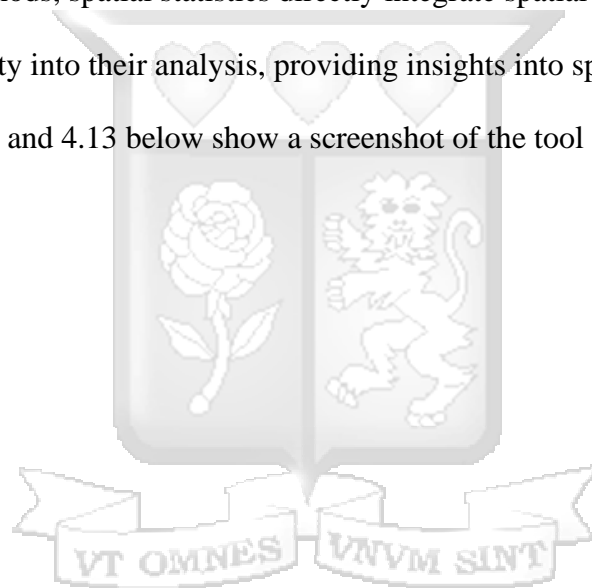 ods, spatial statistics directly integrate spatial
ty into their analysis, providing insights into sp
and 4.13 below show a screenshot of the tool
VT OMNES VNVM SINT